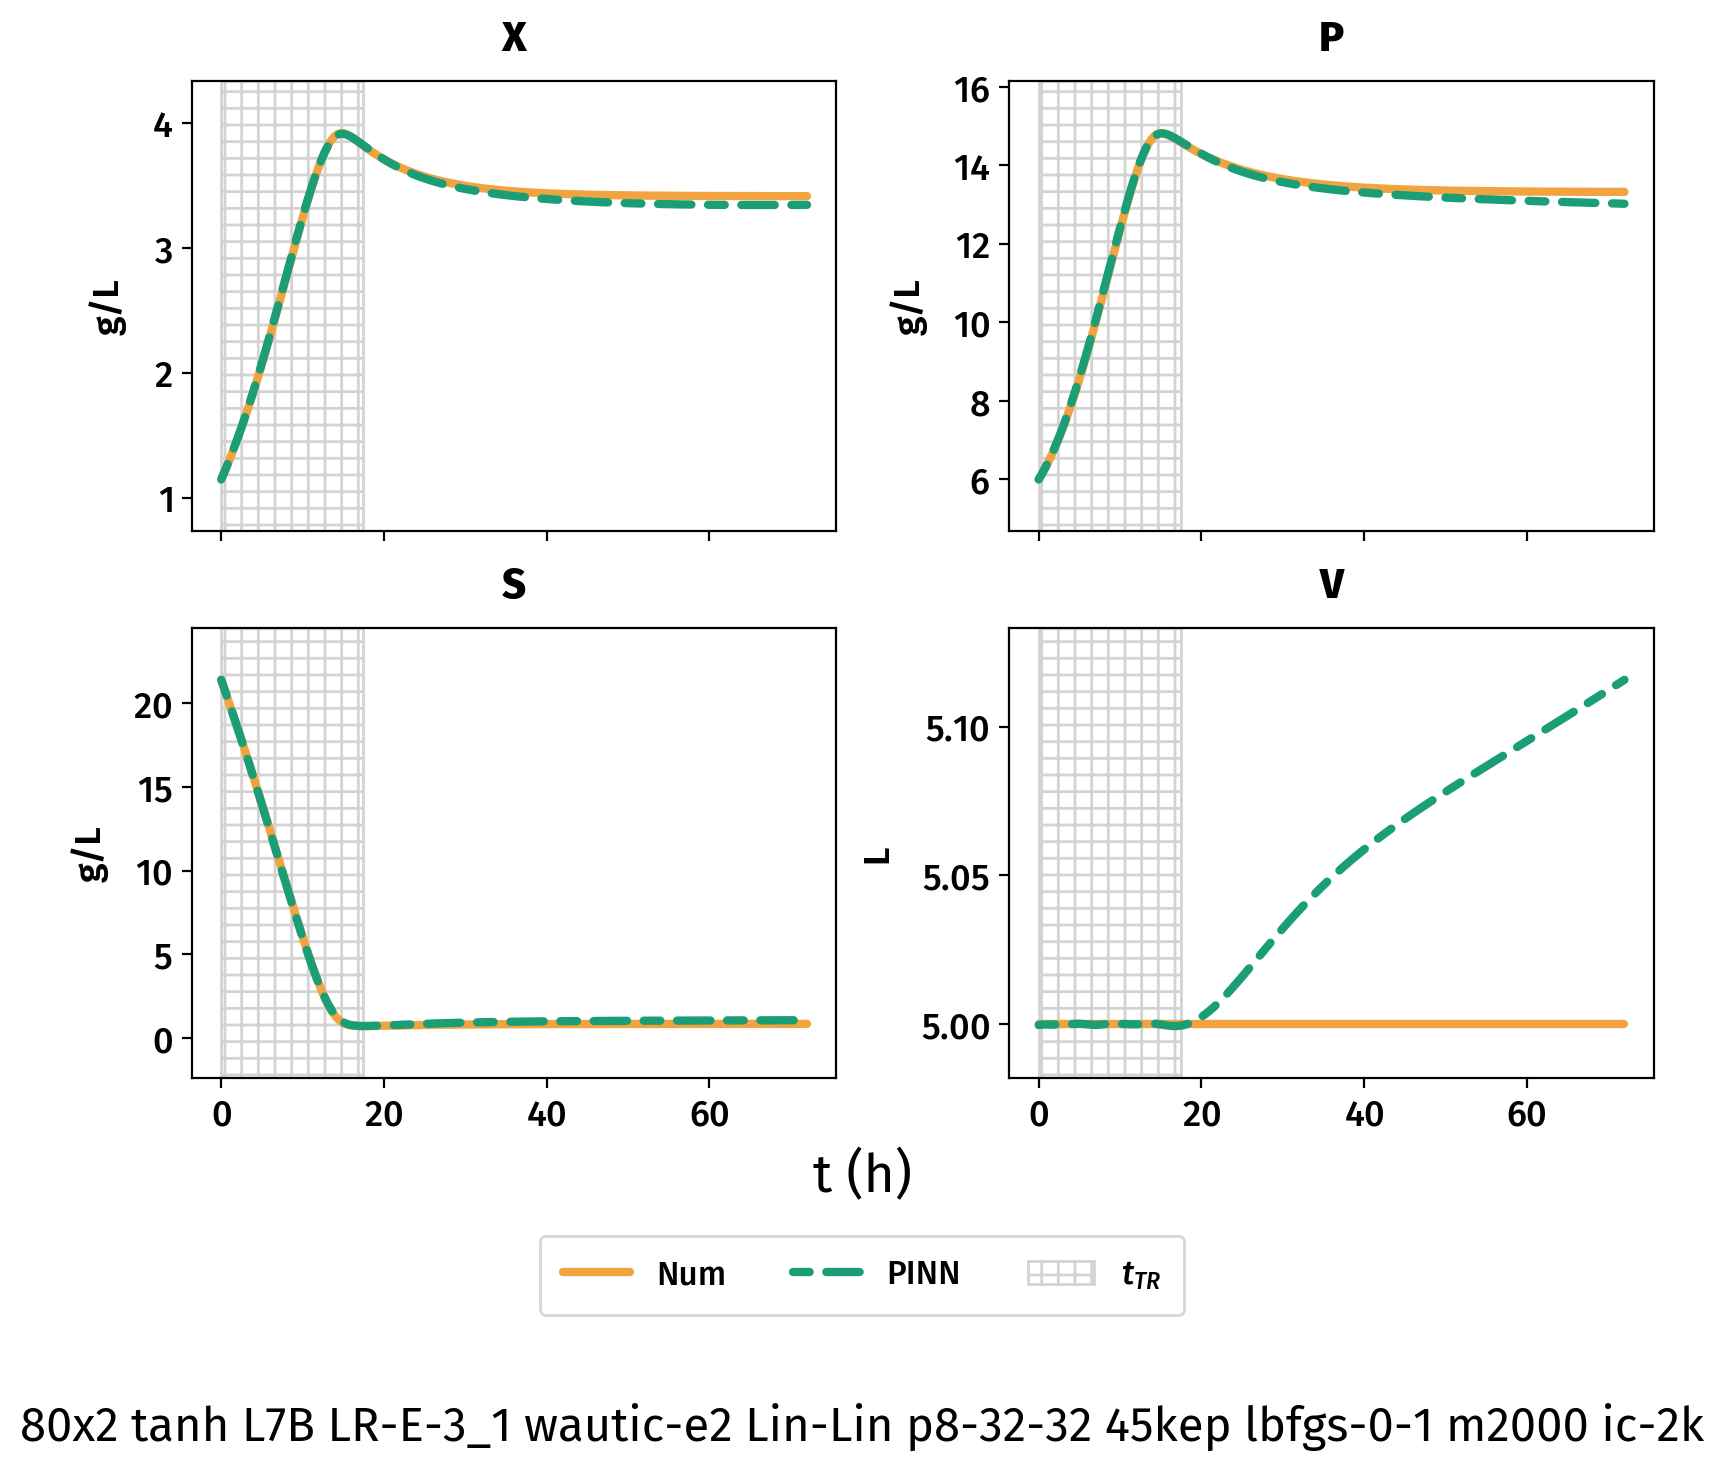 X
P
4
3
2
1
g/L
16
14
12
10
8
6
g/L
S
V
20
15
10
5
0
g/L
5.10
5.05
5.00
L
0 20 40 60
0 20 40 60
t (h)
Num PINN t_TR
80x2 tanh L7B LR-E-3_1 wautic-e2 Lin-Lin p8-32-32 45kep lbfgs-0-1 m2000 ic-2k